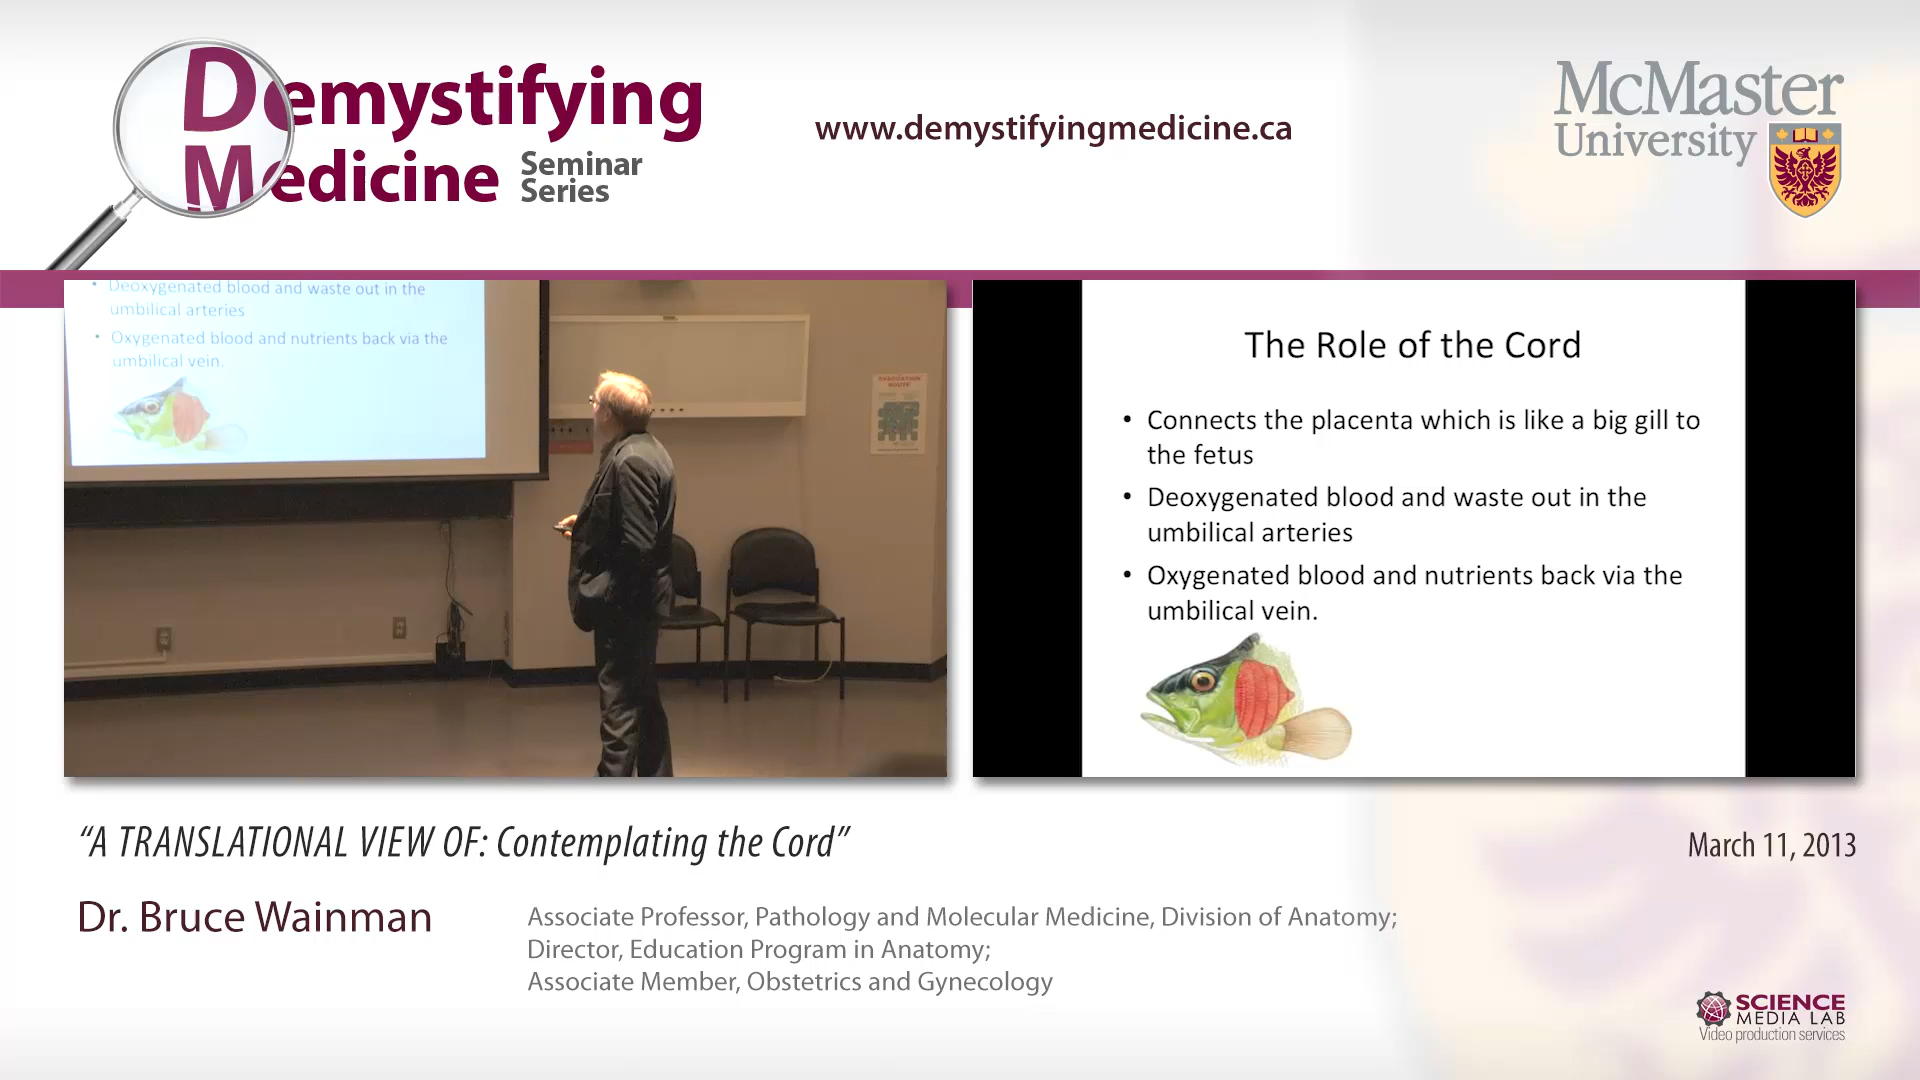 Demystifying
Medicine Seminar
Series
www.demystifyingmedicine.ca
McMaster
University
• Deoxygenated blood and waste out in the
umbilical arteries
• Oxygenated blood and nutrients back via the
umbilical vein.
EVACUATION
ROUTE
The Role of the Cord
• Connects the placenta which is like a big gill to
the fetus
• Deoxygenated blood and waste out in the
umbilical arteries
• Oxygenated blood and nutrients back via the
umbilical vein.
“A TRANSLATIONAL VIEW OF: Contemplating the Cord”
March 11, 2013
Dr. Bruce Wainman
Associate Professor, Pathology and Molecular Medicine, Division of Anatomy;
Director, Education Program in Anatomy;
Associate Member, Obstetrics and Gynecology
SCIENCE
MEDIA LAB
Video production services